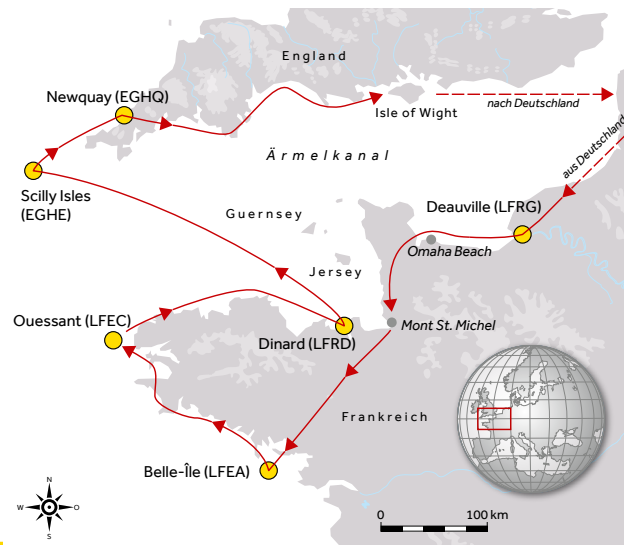 England
Newquay (EGHQ)
Isle of Wight
nach Deutschland
aus Deutschland
Ärmelkanal
Scilly Isles
(EGHE)
Guernsey
Deauville (LFRG)
Omaha Beach
Jersey
Ouessant (LFEC)
Dinard (LFRD)
Mont St. Michel
Frankreich
Belle-Île (LFEA)
N
W
O
S
0
100 km